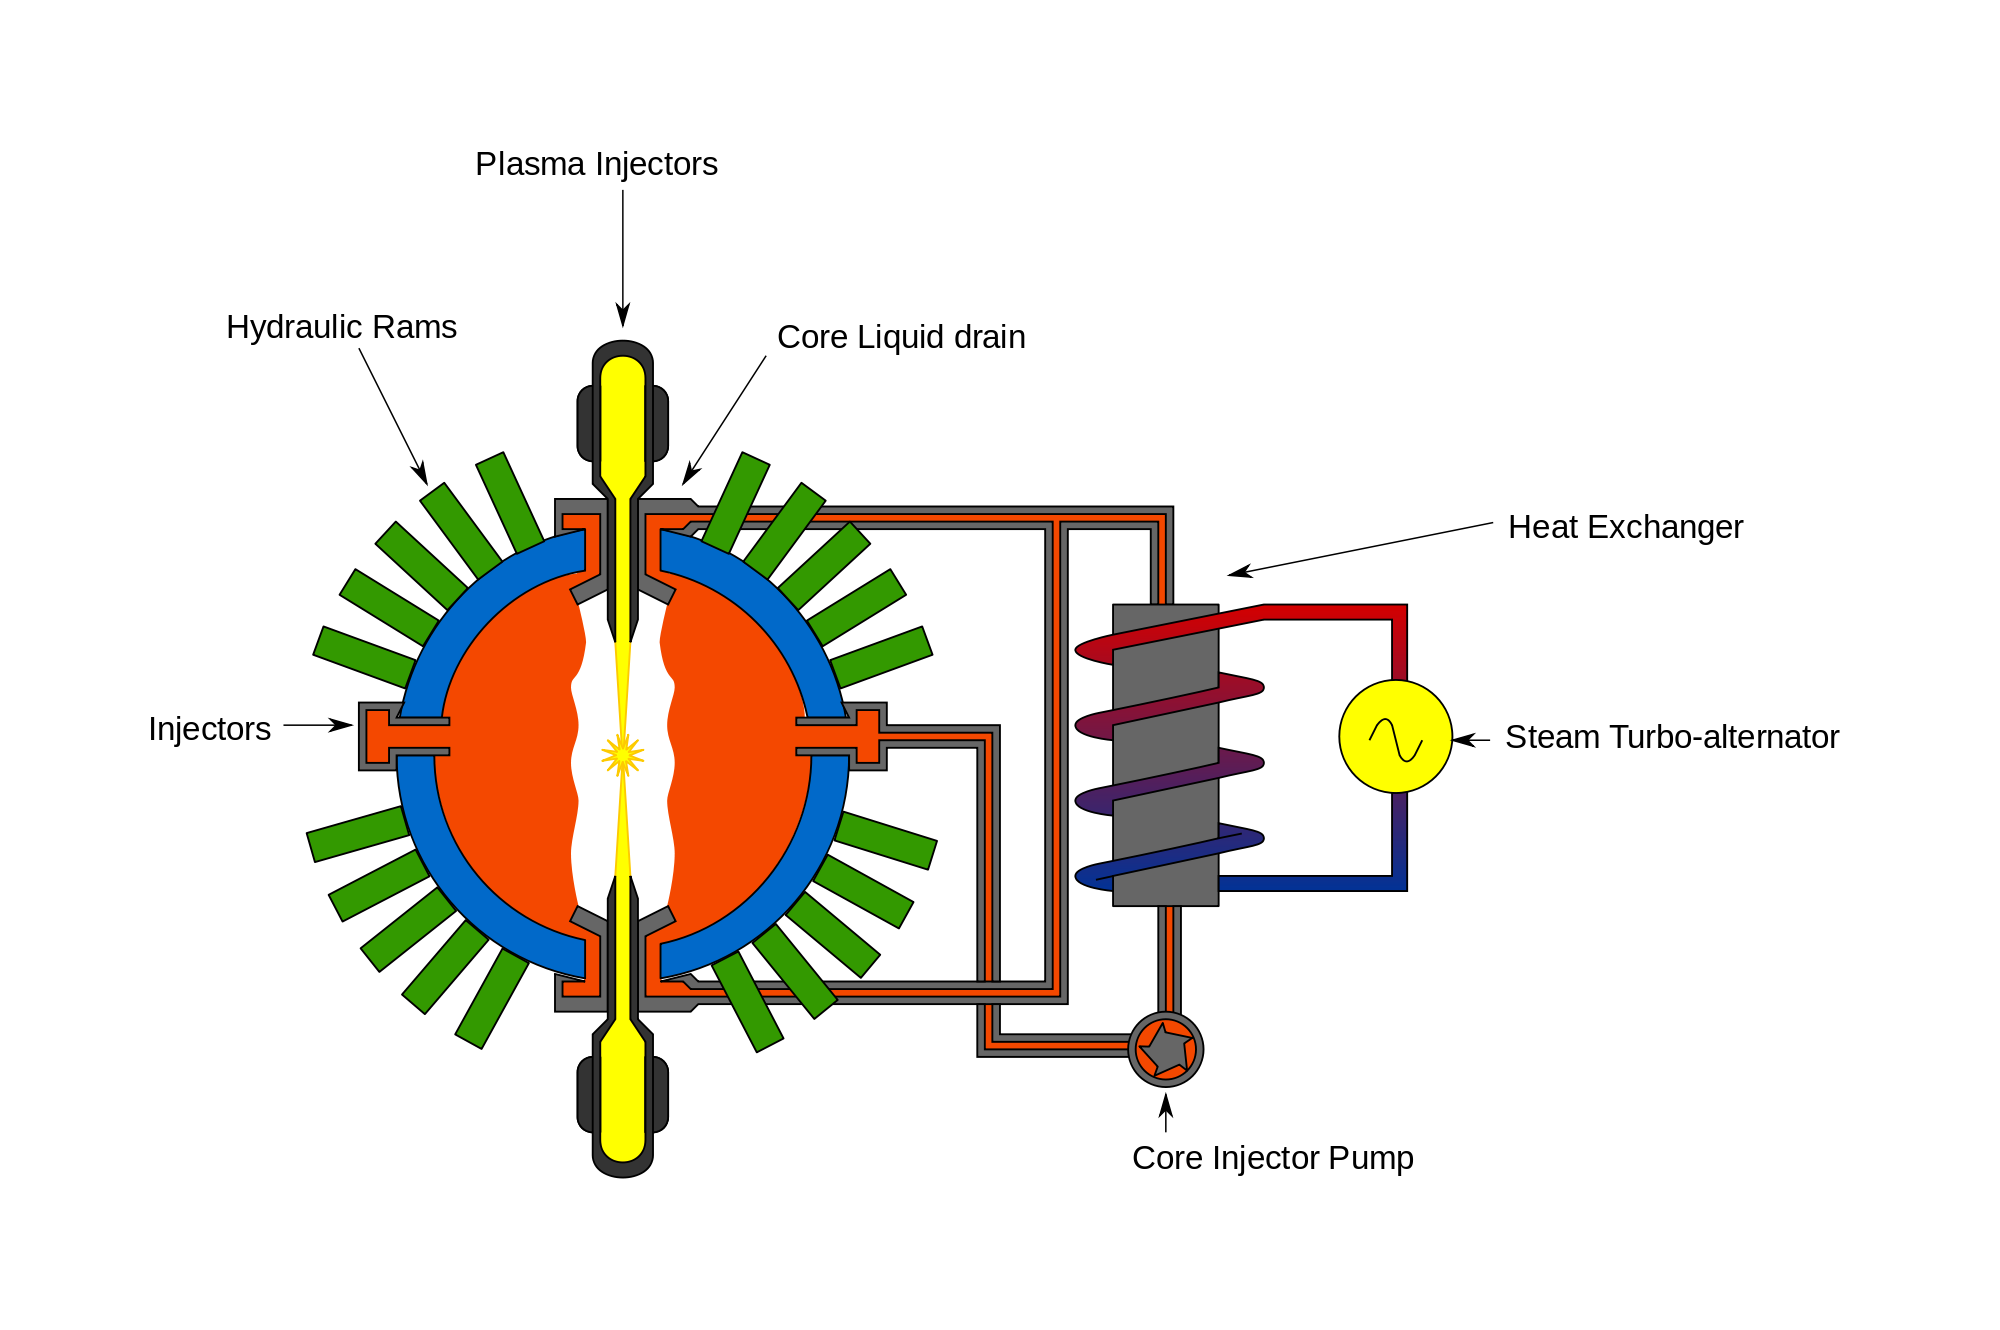 Plasma Injectors
Hydraulic Rams
Core Liquid drain
Heat Exchanger
Injectors
Steam Turbo-alternator
Core Injector Pump